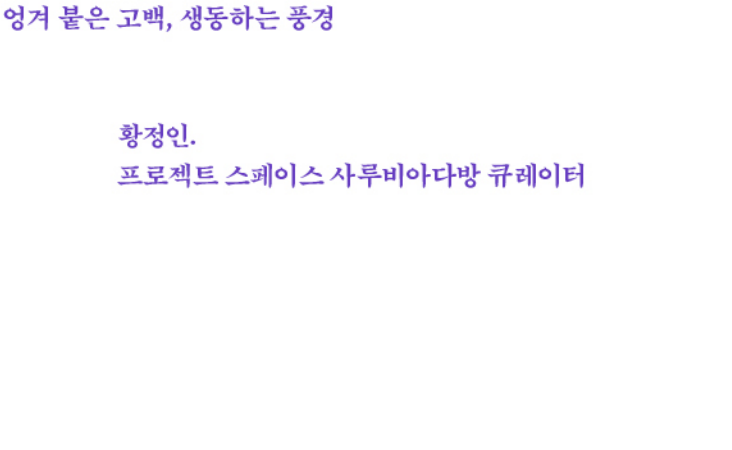 엉겨 붙은 고백, 생동하는 풍경
황정인.
프로젝트 스페이스 사루비아다방 큐레이터